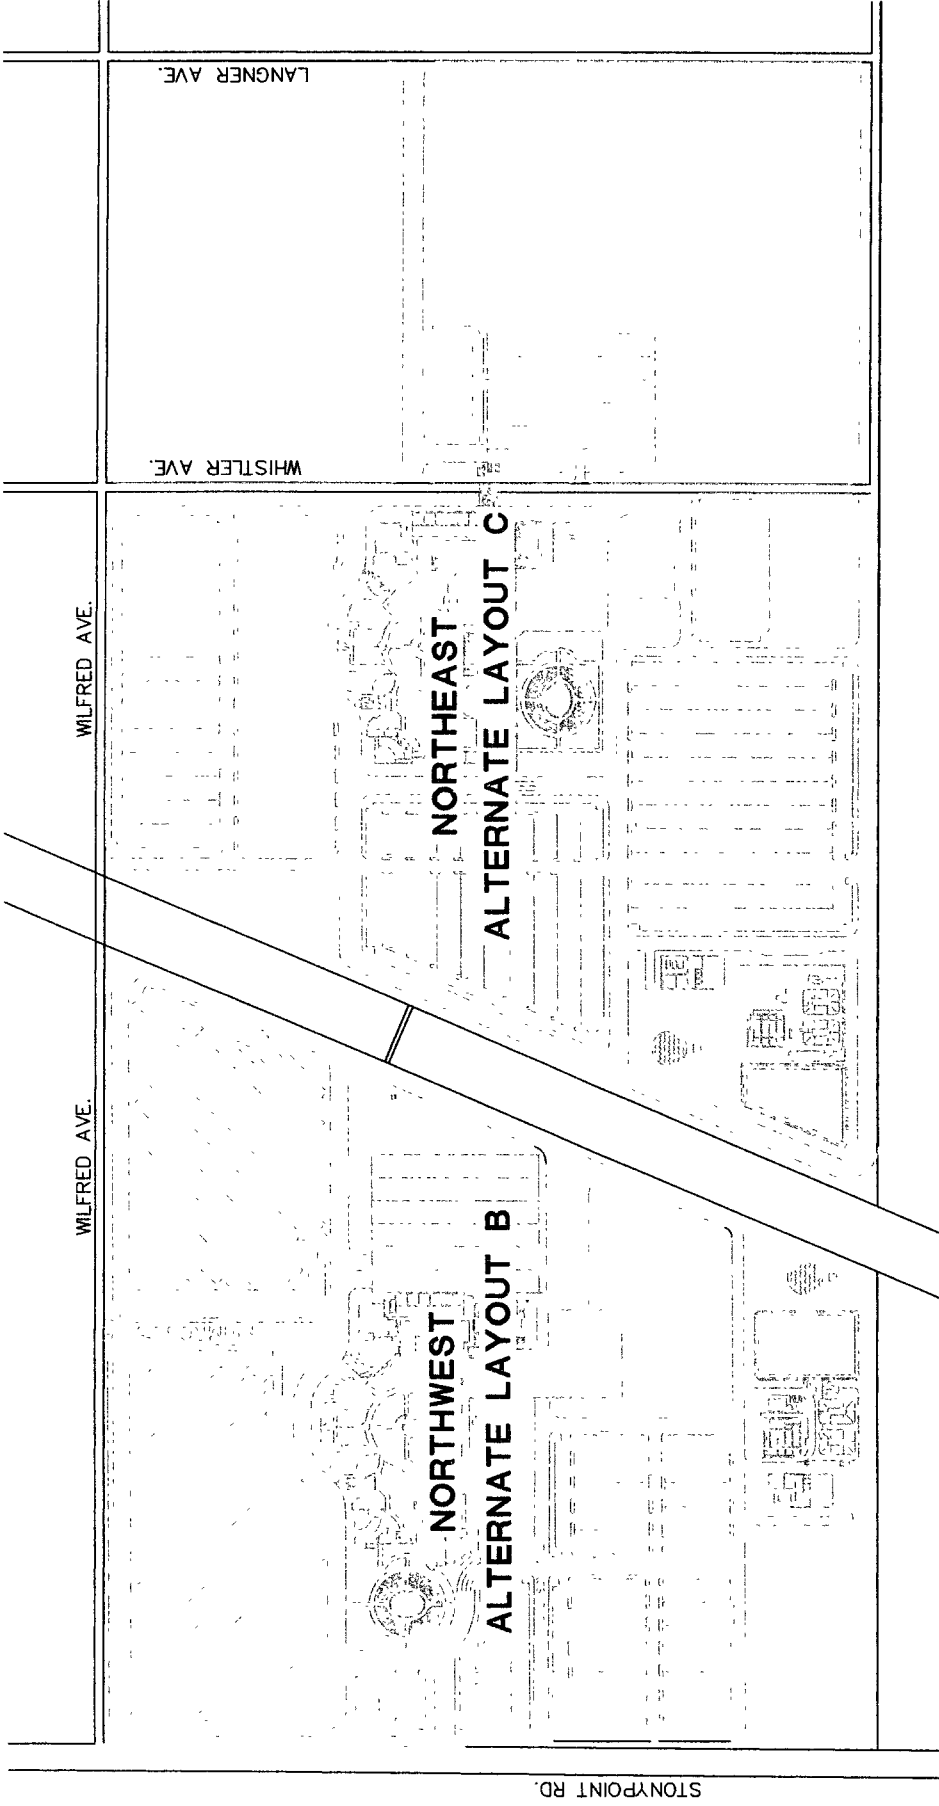 LANGNER AVE.
WHISTLER AVE.
WILFRED AVE.
NORTHEAST
ALTERNATE LAYOUT C
WILFRED AVE.
NORTHWEST
ALTERNATE LAYOUT B
STONYPOINT RD.